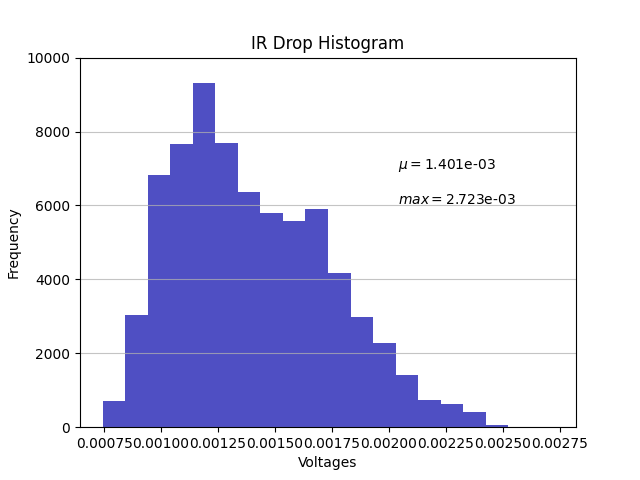 IR Drop Histogram
10000
8000
6000
4000
2000
0
Frequency
μ = 1.401e-03
max = 2.723e-03
0.00075 0.00100 0.00125 0.00150 0.00175 0.00200 0.00225 0.00250 0.00275
Voltages